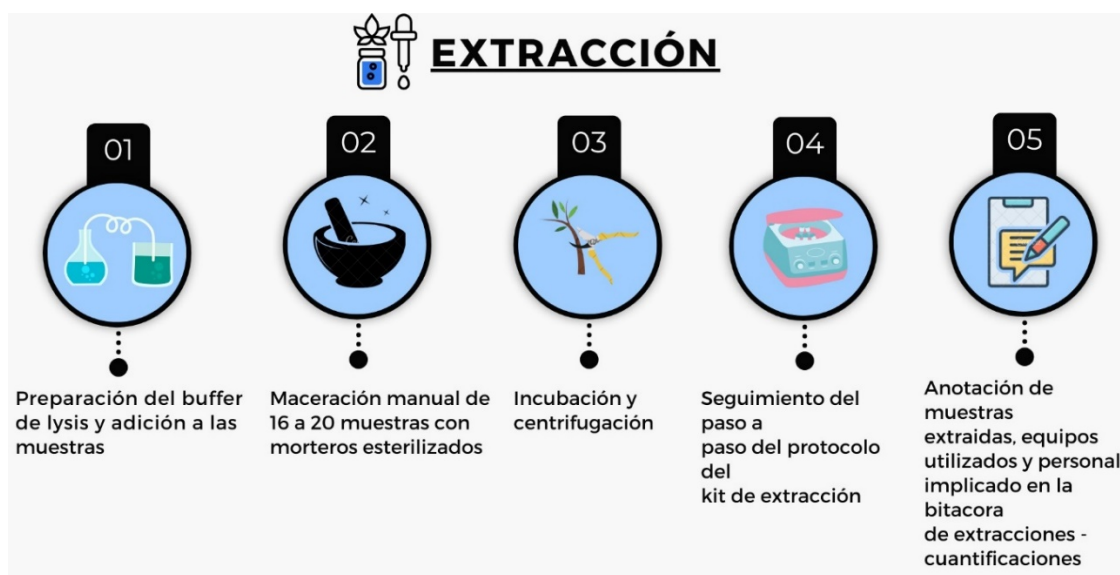 EXTRACCIÓN
01
Preparación del buffer
de lysis y adición a las
muestras
02
Maceración manual de
16 a 20 muestras con
morteros esterilizados
03
Incubación y
centrifugación
04
Seguimiento del
paso a
paso del protocolo
del
kit de extracción
05
Anotación de
muestras
extraidas, equipos
utilizados y personal
implicado en la
bitacora
de extracciones -
cuantificaciones